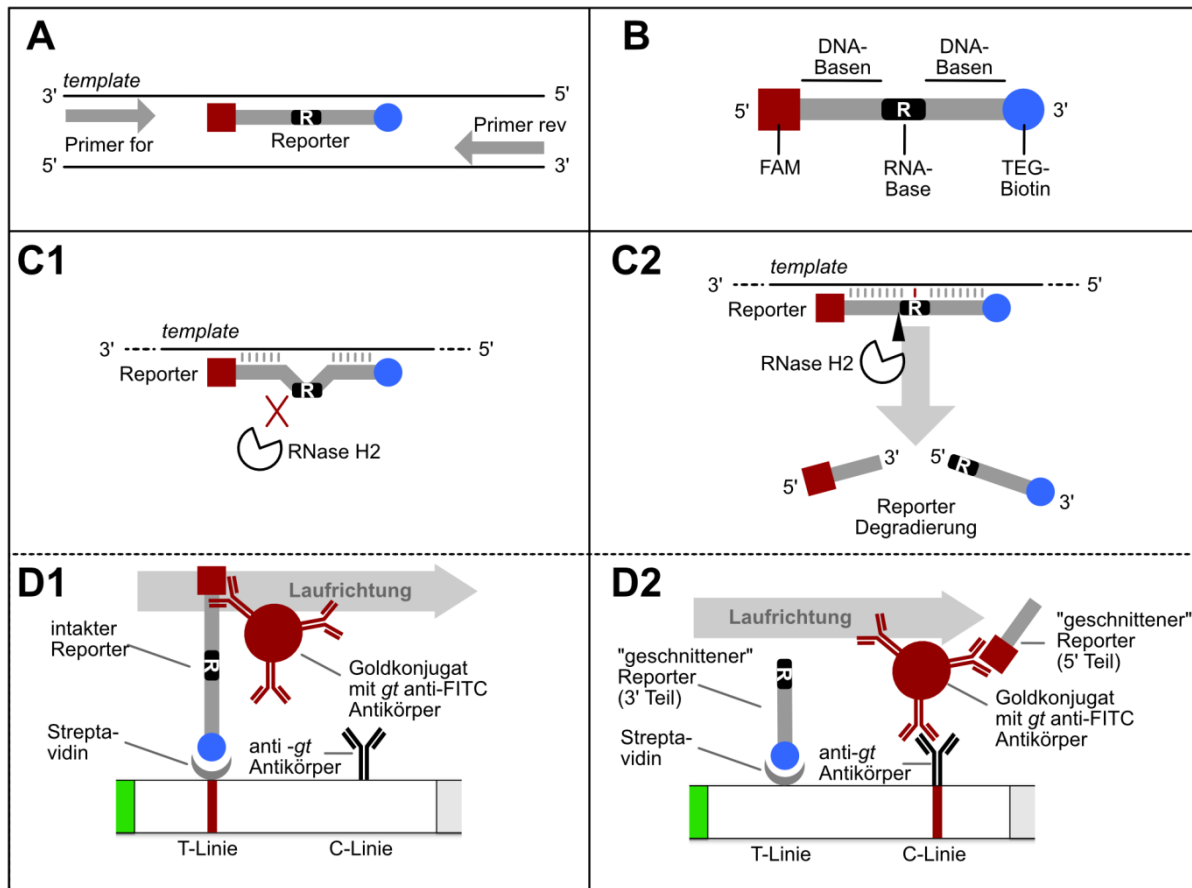 A
template
3'
5'
R
Primer for
Reporter
Primer rev
5'
3'
B
DNA-
Basen
DNA-
Basen
5'
R
3'
FAM
RNA-
Base
TEG-
Biotin
C1
template
3'
5'
Reporter
R
RNase H2
C2
template
3'
5'
Reporter
R
RNase H2
5'
3'
5'
R
3'
Reporter
Degradierung
D1
Laufrichtung
intakter
Reporter
R
Goldkonjugat
mit gt anti-FITC
Antikörper
Strepta-
vidin
anti -gt
Antikörper
T-Linie
C-Linie
D2
Laufrichtung
"geschnittener"
Reporter
(5' Teil)
"geschnittener"
Reporter
(3' Teil)
R
Goldkonjugat
mit gt anti-FITC
Antikörper
Strepta-
vidin
anti-gt
Antikörper
T-Linie
C-Linie